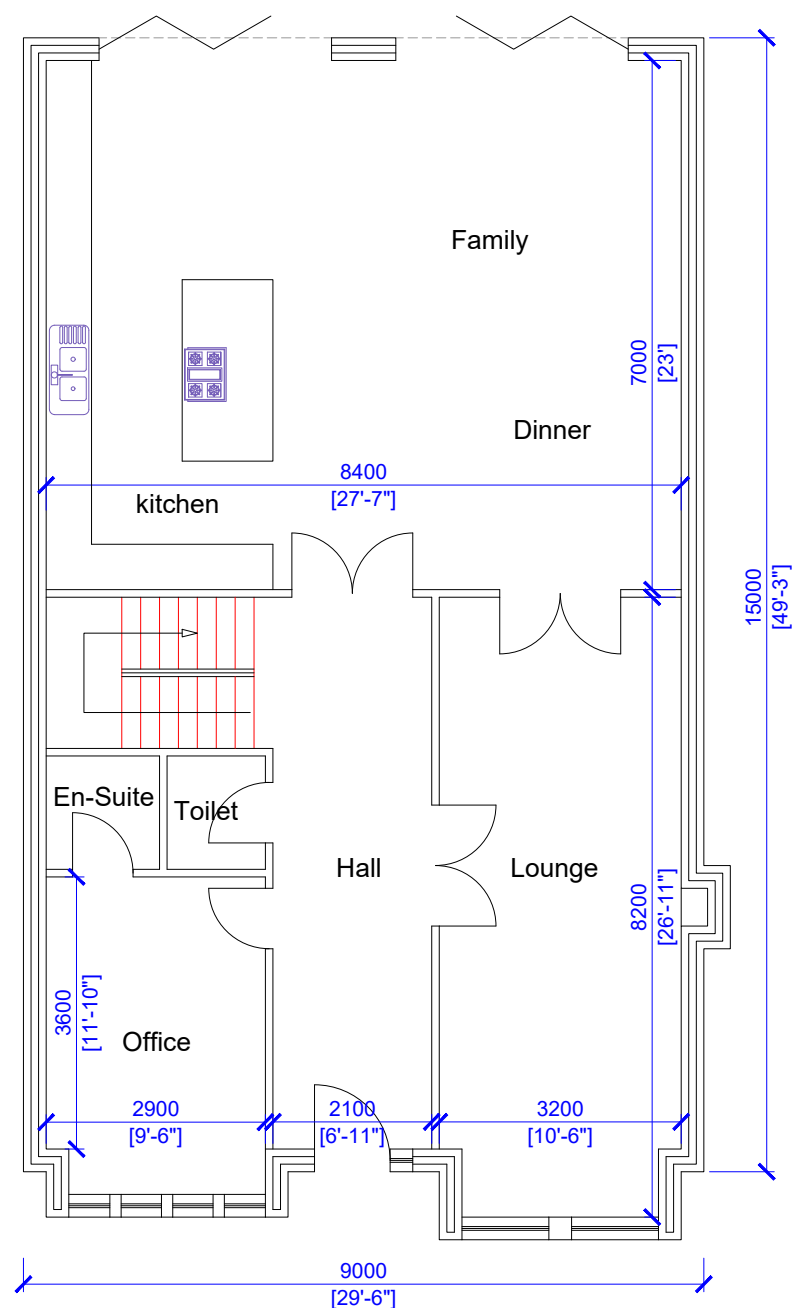 Family
7000
[23']
Dinner
8400
[27'-7"]
kitchen
15000
[49'-3"]
En-Suite
Toilet
Hall
Lounge
8200
[26'-11"]
3600
[11'-10"]
Office
2900
[9'-6"]
2100
[6'-11"]
3200
[10'-6"]
9000
[29'-6"]